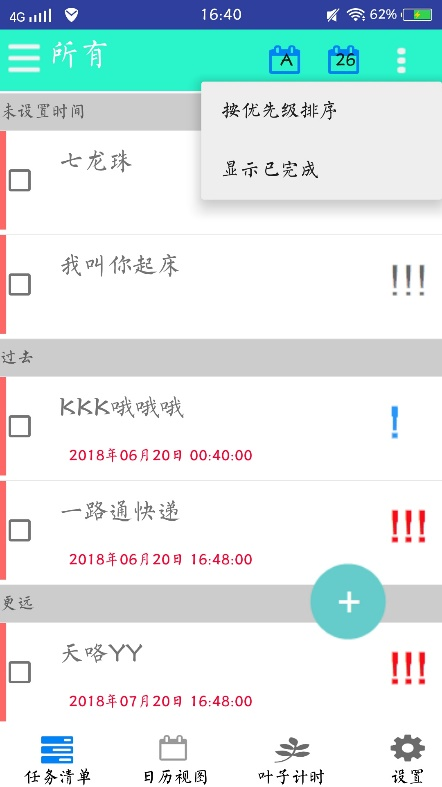 4G 16:40 62%
所有 A 26
按优先级排序
显示已完成
未设置时间
七龙珠
我叫你起床
!!!
过去
KKK哦哦哦
!
2018年06月20日 00:40:00
一路通快递
!!!
2018年06月20日 16:48:00
更远
+
天咯YY
!!!
2018年07月20日 16:48:00
任务清单 日历视图 叶子计时 设置